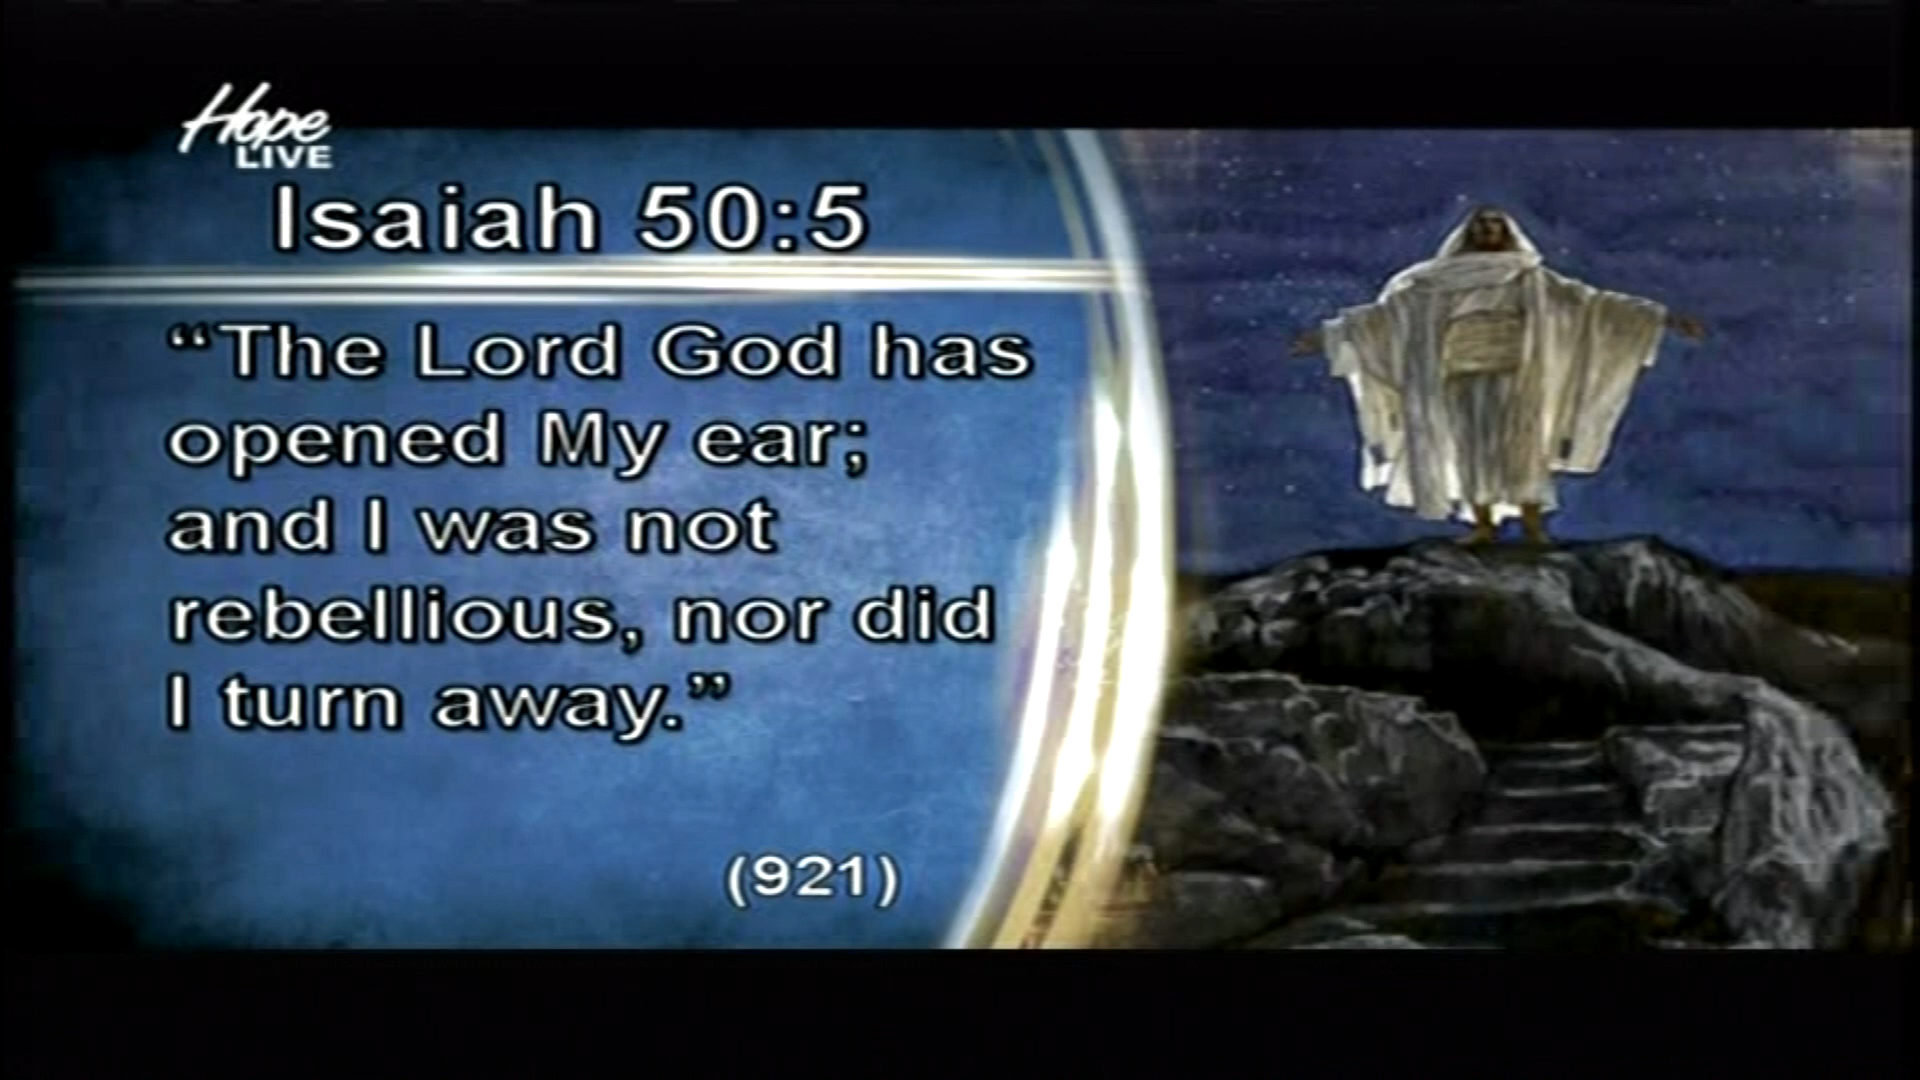 Hope
LIVE
Isaiah 50:5
“The Lord God has
opened My ear;
and I was not
rebellious, nor did
I turn away.”
(921)